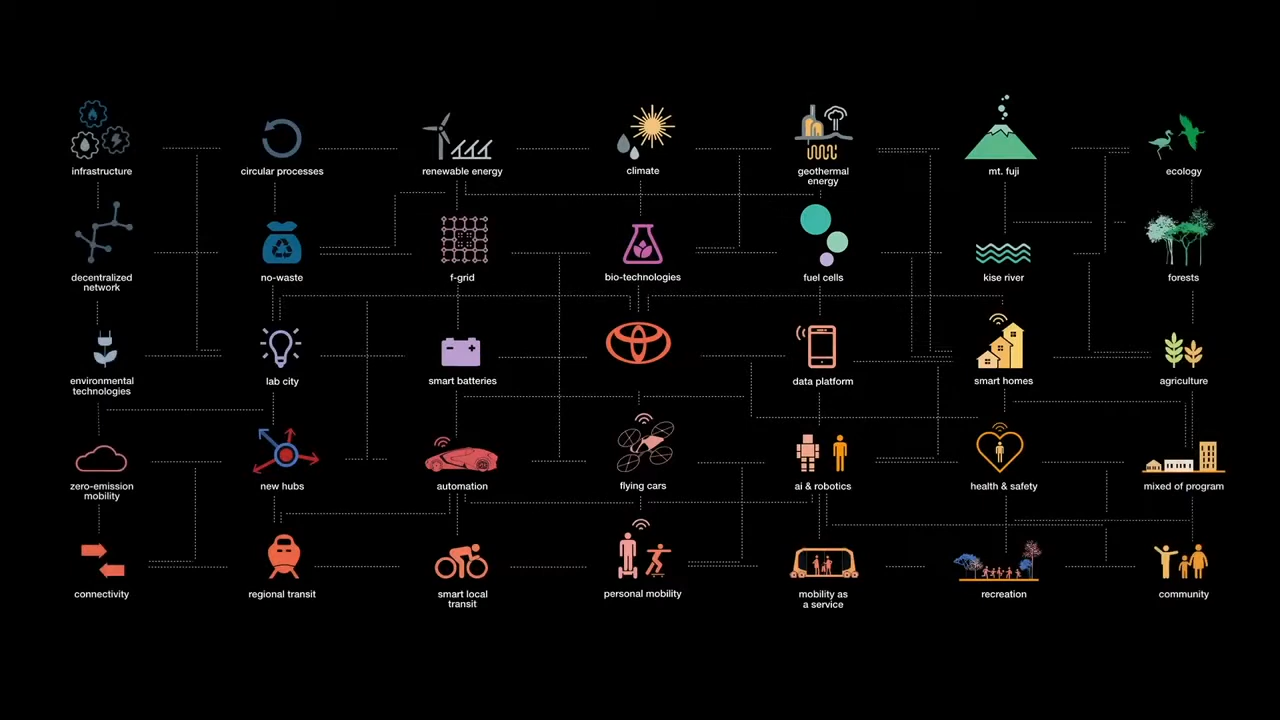 infrastructure
circular processes
renewable energy
climate
geothermal
energy
mt. fuji
ecology
decentralized
network
no-waste
f-grid
bio-technologies
fuel cells
kise river
forests
environmental
technologies
lab city
smart batteries
data platform
smart homes
agriculture
zero-emission
mobility
new hubs
automation
flying cars
ai & robotics
health & safety
mixed of program
connectivity
regional transit
smart local
transit
personal mobility
mobility as
a service
recreation
community